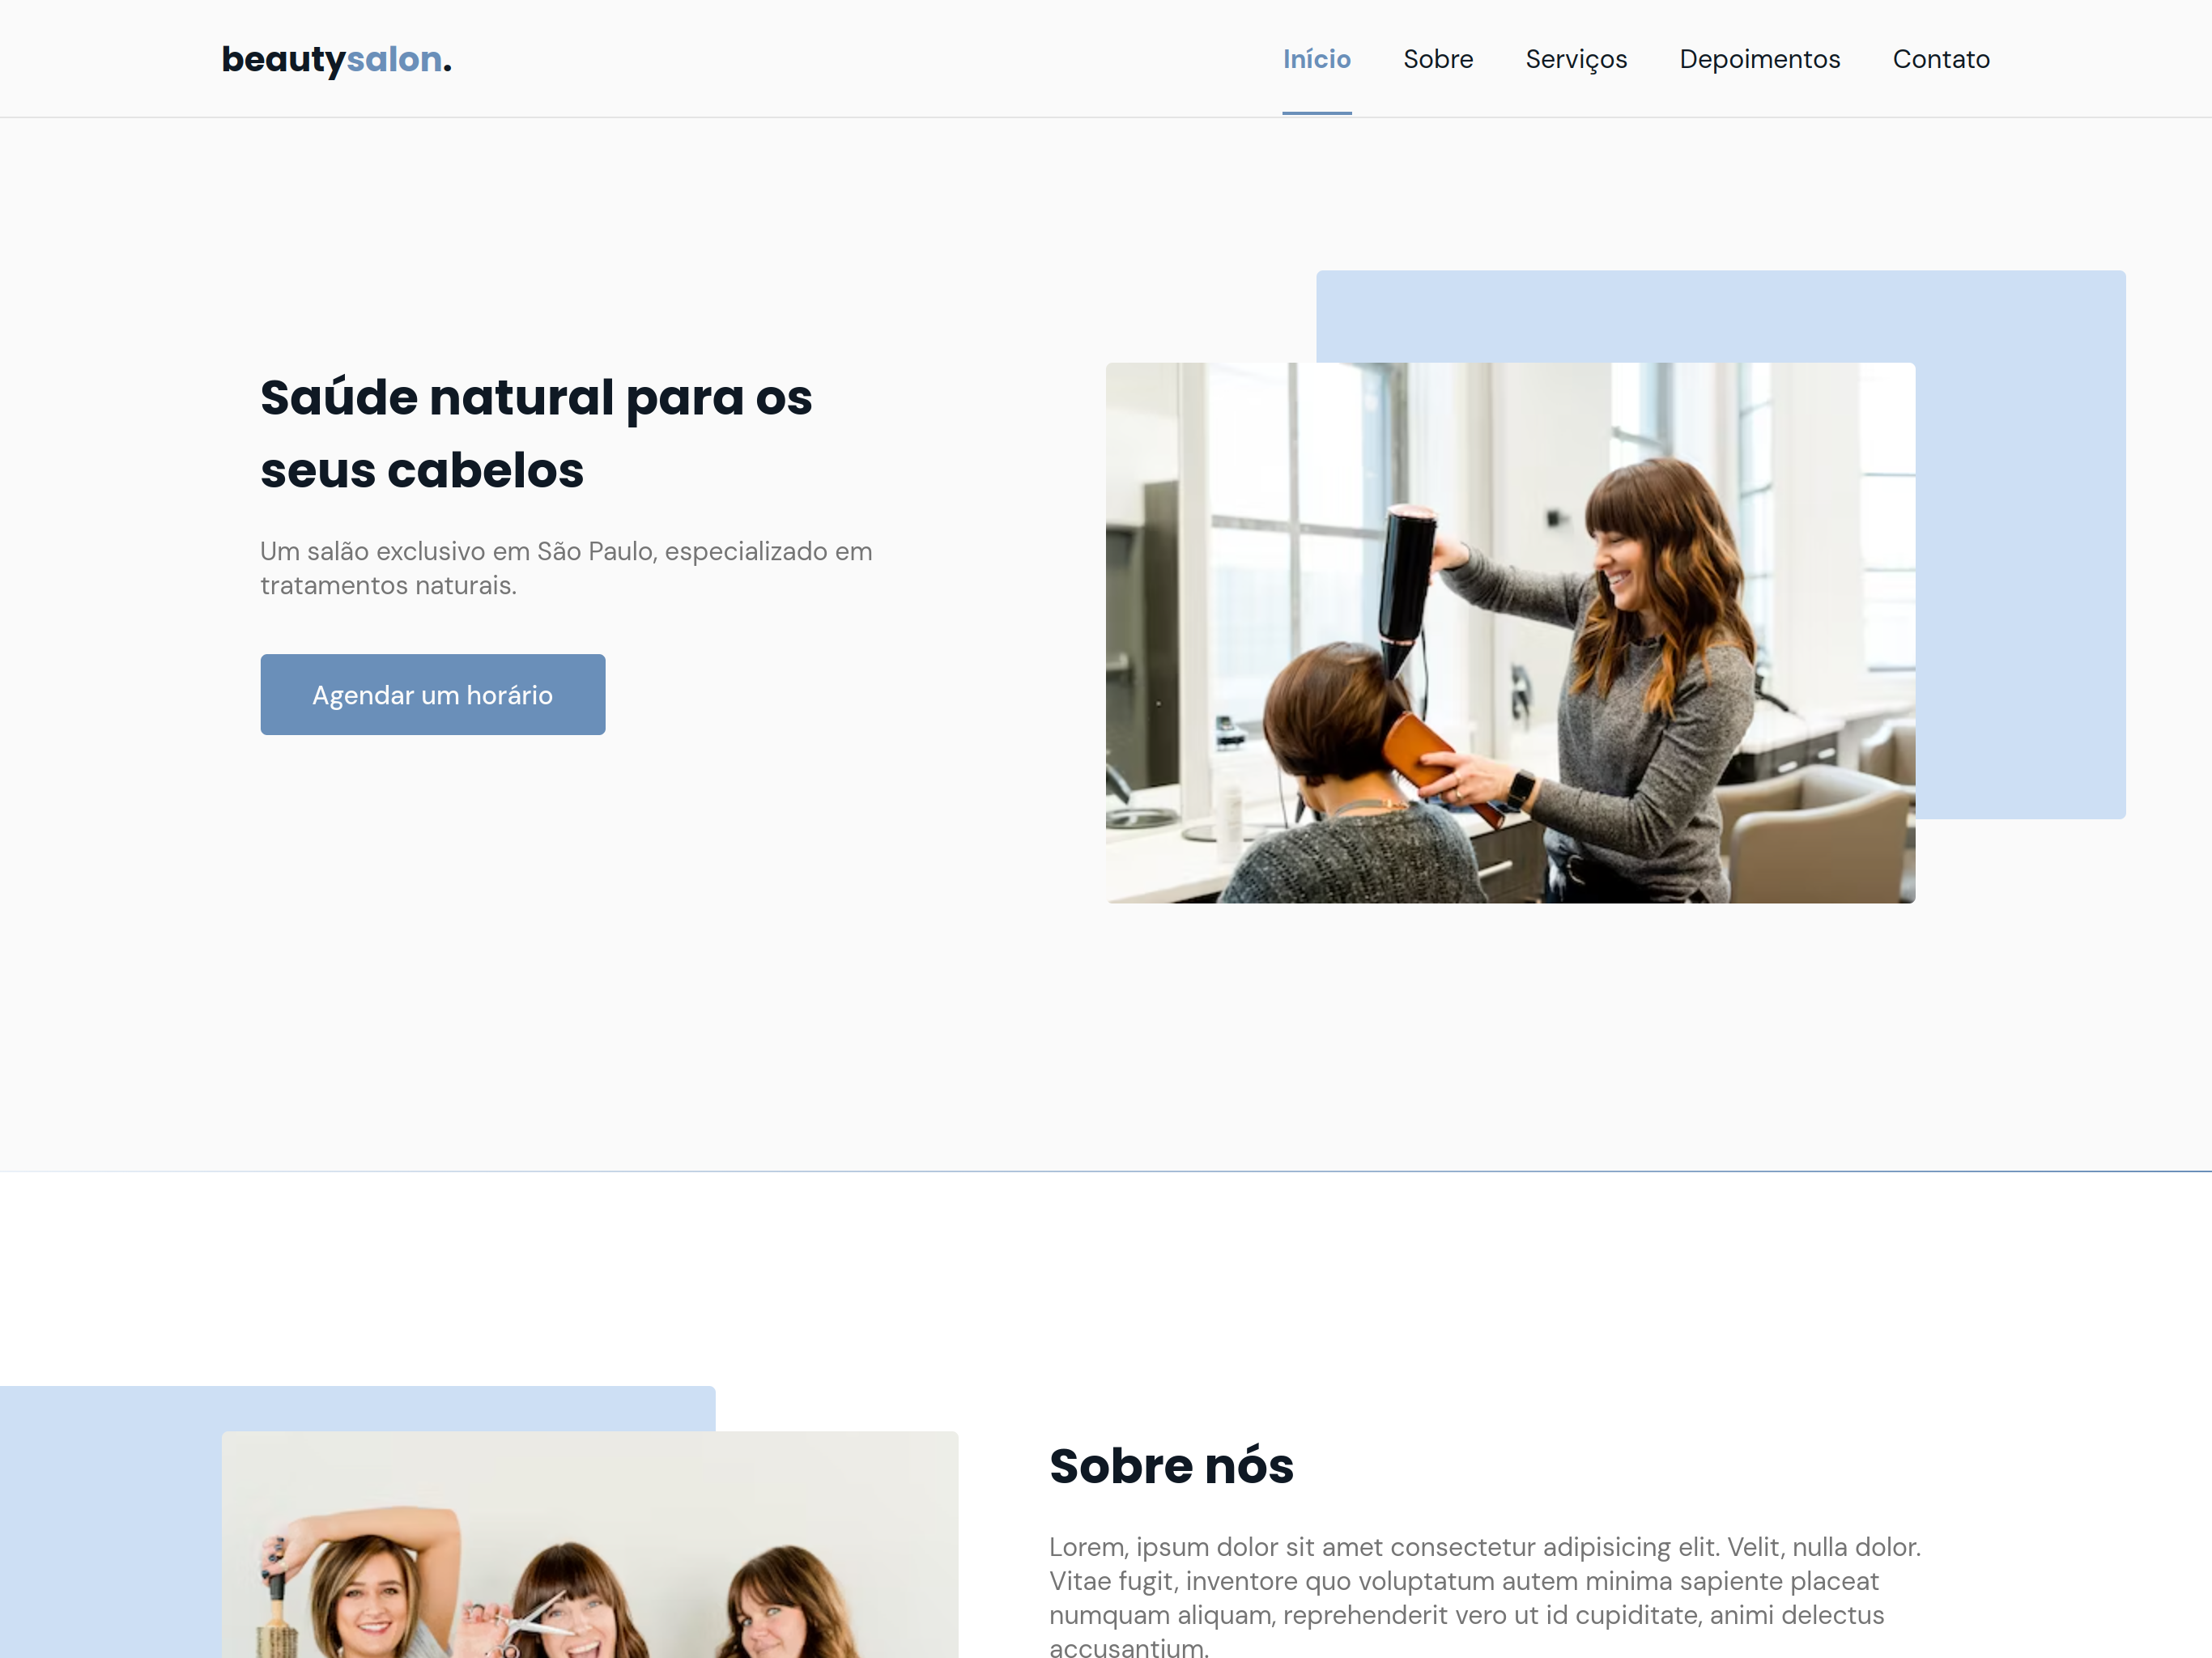 beautysalon.
Início
Sobre
Serviços
Depoimentos
Contato
Saúde natural para os
seus cabelos
Um salão exclusivo em São Paulo, especializado em
tratamentos naturais.
Agendar um horário
Sobre nós
Lorem, ipsum dolor sit amet consectetur adipisicing elit. Velit, nulla dolor.
Vitae fugit, inventore quo voluptatum autem minima sapiente placeat
numquam aliquam, reprehenderit vero ut id cupiditate, animi delectus
accusantium.